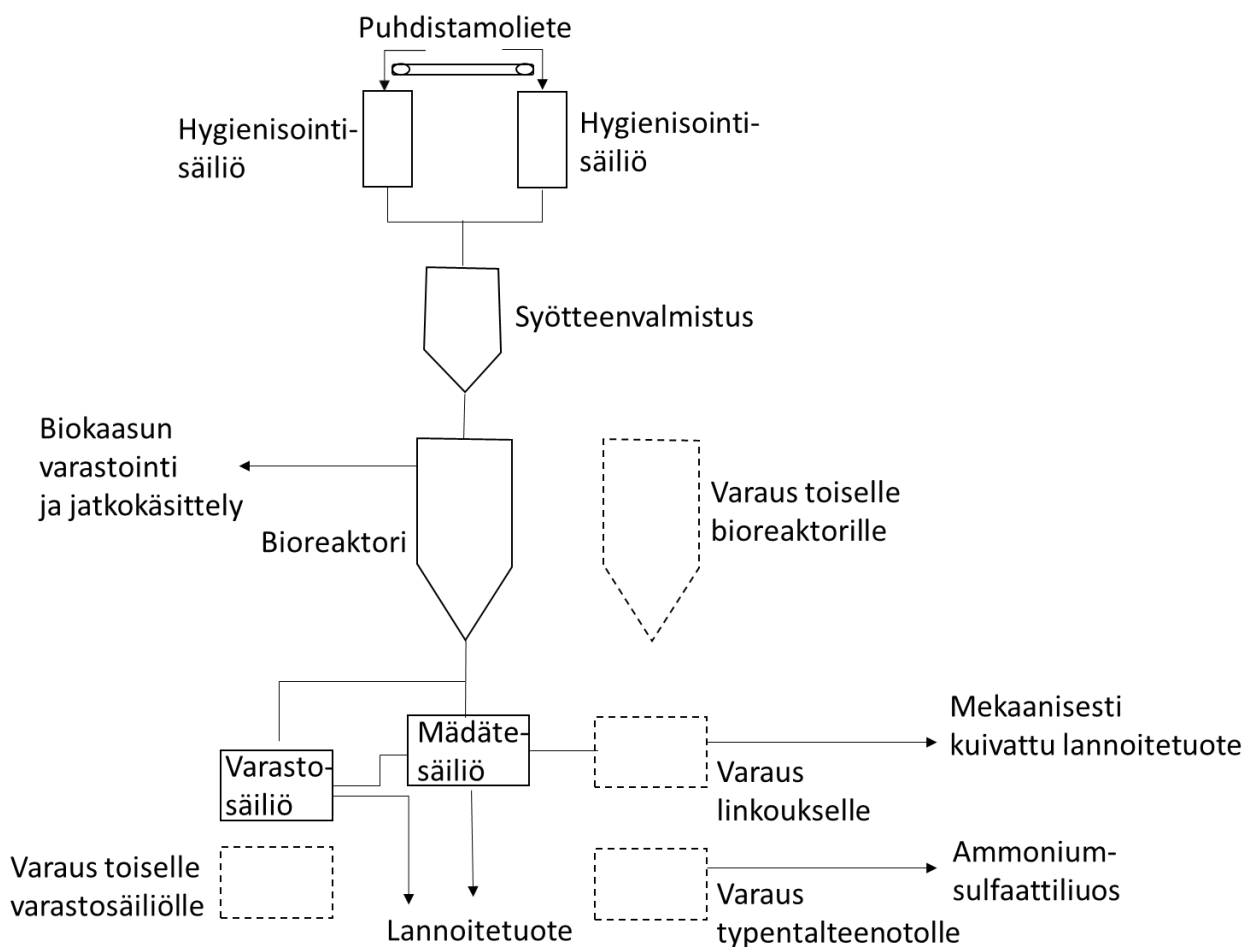 Puhdistamoliete
Hygienisointi-
säiliö
Hygienisointi-
säiliö
Syötteenvalmistus
Biokaasun
varastointi
ja jatkokäsittely
Bioreaktori
Varaus toiselle
bioreaktorille
Mädäte-
säiliö
Varasto-
säiliö
Varaus
linkoukselle
Mekaanisesti
kuivattu lannoitetuote
Varaus toiselle
varastosäiliölle
Lannoitetuote
Varaus
typentalteenotolle
Ammonium-
sulfaattiliuos